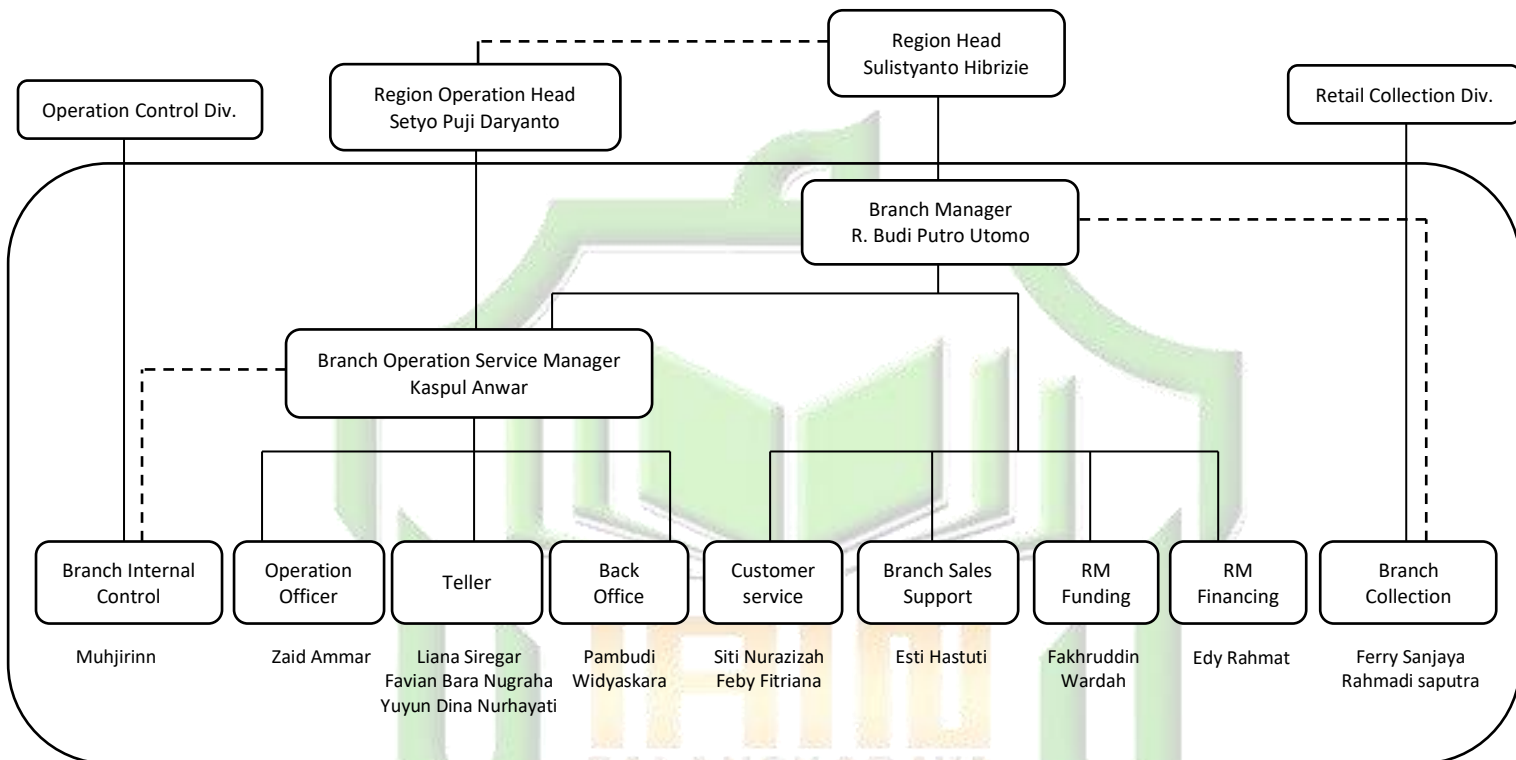 Region Head
Sulistyanto Hibrizie
Region Operation Head
Setyo Puji Daryanto
Operation Control Div.
Retail Collection Div.
Branch Manager
R. Budi Putro Utomo
Branch Operation Service Manager
Kaspul Anwar
Branch Internal
Control
Operation
Officer
Teller
Back
Office
Customer
service
Branch Sales
Support
RM
Funding
RM
Financing
Branch
Collection
Muhjirinn
Zaid Ammar
Liana Siregar
Favian Bara Nugraha
Yuyun Dina Nurhayati
Pambudi
Widyaskara
Siti Nurazizah
Feby Fitriana
Esti Hastuti
Fakhruddin
Wardah
Edy Rahmat
Ferry Sanjaya
Rahmadi saputra
IAIN